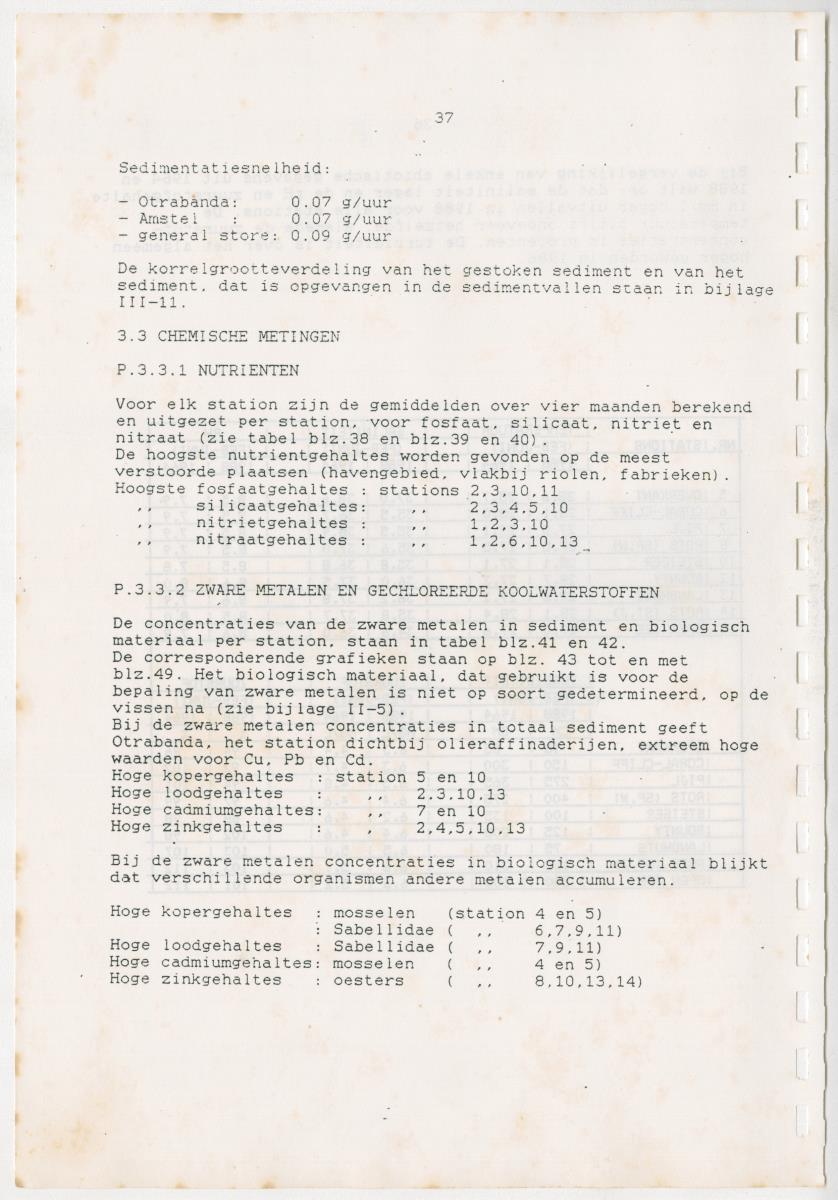 37
Sedimentatiesnelheid:
- Otrabanda: 0.07 g/uur
- Amstel : 0.07 g/uur
- general store: 0.09 g/uur
De korrelgrootteverdeling van het gestoken sediment en van het
sediment, dat is opgevangen in de sedimentvallen staan in bijlage
III-11.
3.3 CHEMISCHE METINGEN
P.3.3.1 NUTRIENTEN
Voor elk station zijn de gemiddelden over vier maanden berekend
en uitgezet per station, voor fosfaat, silicaat, nitriet en
nitraat (zie tabel blz.38 en blz.39 en 40).
De hoogste nutrientgehaltes worden gevonden op de meest
verstoorde plaatsen (havengebied, vlakbij riolen, fabrieken).
Hoogste fosfaatgehaltes : stations 2,3,10,11
,, silicaatgehaltes: ,, 2,3,4,5,10
,, nitrietgehaltes : ,, 1,2,3,10
,, nitraatgehaltes : ,, 1,2,6,10,13
P.3.3.2 ZWARE METALEN EN GECHLOREERDE KOOLWATERSTOFFEN
De concentraties van de zware metalen in sediment en biologisch
materiaal per station, staan in tabel blz.41 en 42.
De corresponderende grafieken staan op blz. 43 tot en met
blz.49. Het biologisch materiaal, dat gebruikt is voor de
bepaling van zware metalen is niet op soort gedetermineerd, op de
vissen na (zie bijlage II-5).
Bij de zware metalen concentraties in totaal sediment geeft
Otrabanda, het station dichtbij olieraffinaderijen, extreem hoge
waarden voor Cu, Pb en Cd.
Hoge kopergehaltes : station 5 en 10
Hoge loodgehaltes : ,, 2,3,10,13
Hoge cadmiumgehaltes: ,, 7 en 10
Hoge zinkgehaltes : , 2,4,5,10,13
Bij de zware metalen concentraties in biologisch materiaal blijkt
dat verschillende organismen andere metalen accumuleren.
Hoge kopergehaltes : mosselen (station 4 en 5)
: Sabellidae ( ,, 6,7,9,11)
Hoge loodgehaltes : Sabellidae ( ,, 7,9,11)
Hoge cadmiumgehaltes: mosselen ( ,, 4 en 5)
Hoge zinkgehaltes : oesters ( ,, 8,10,13,14)